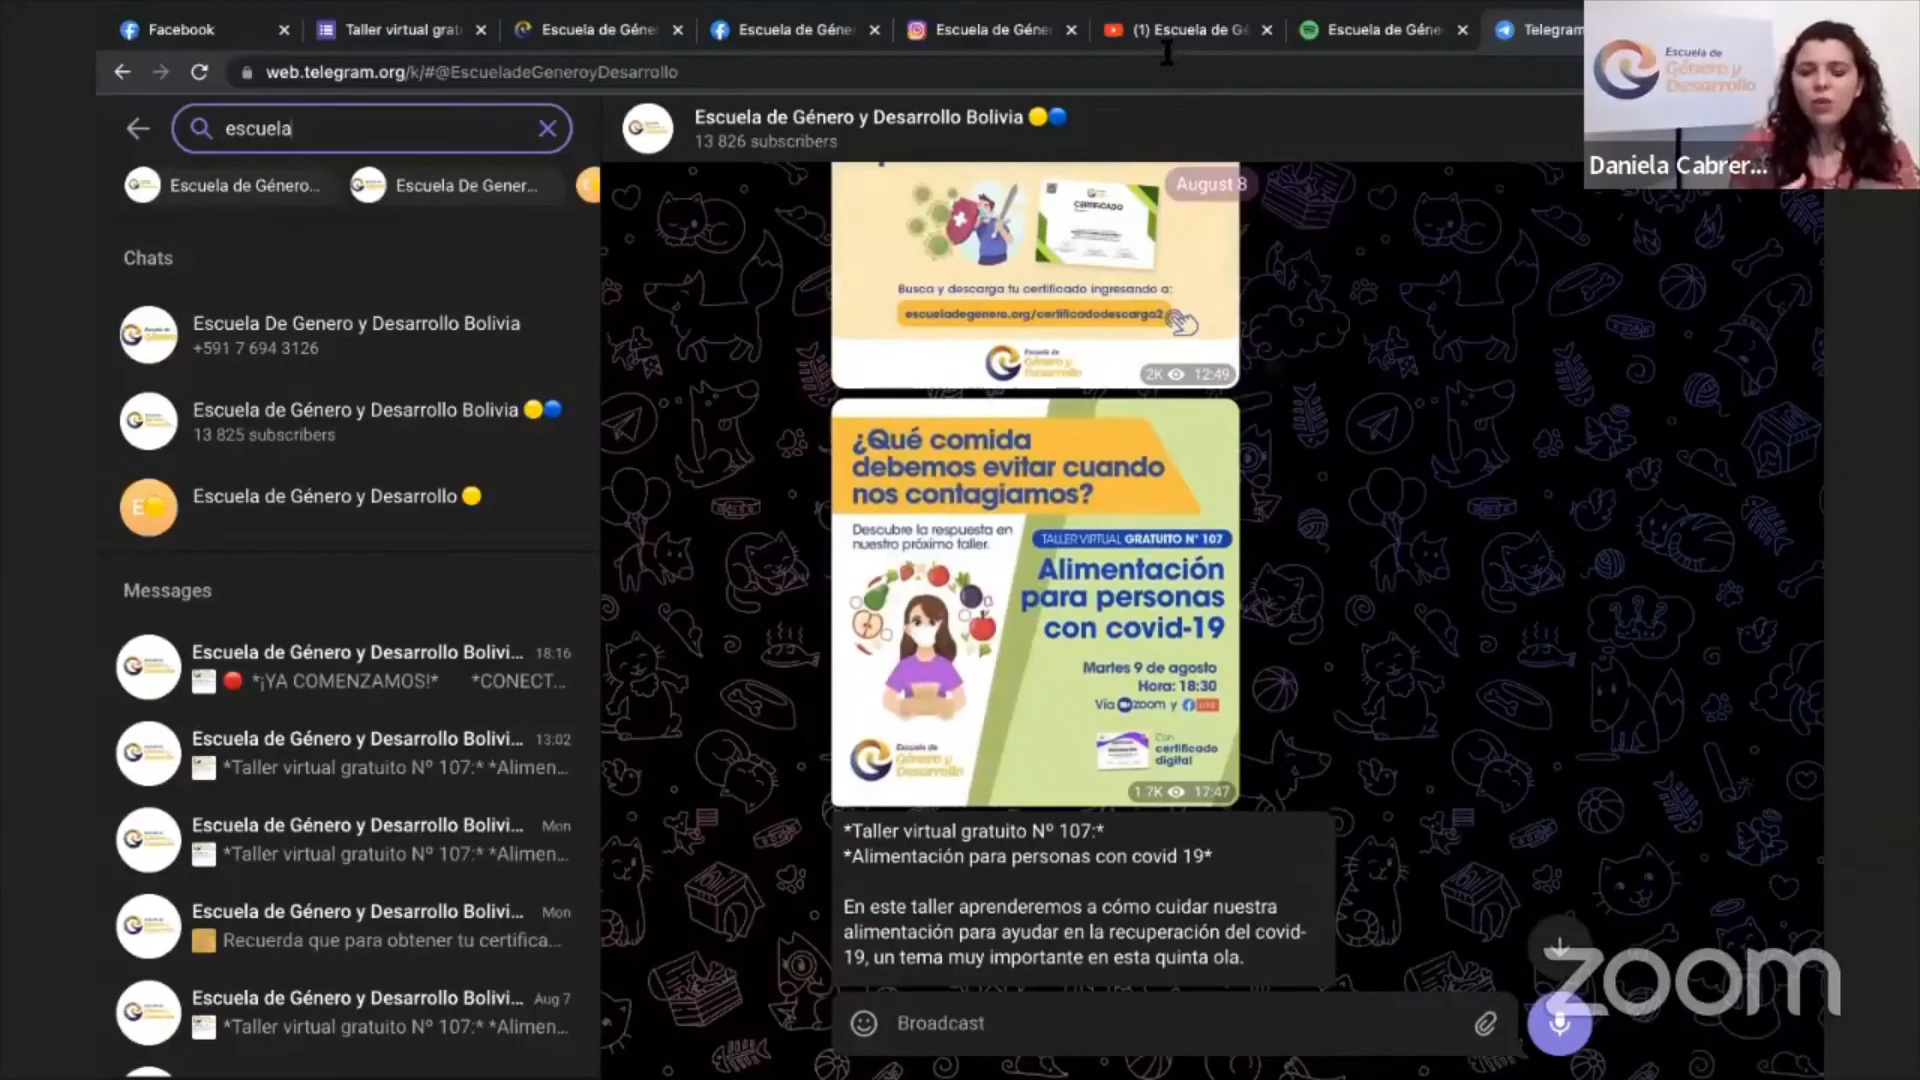 Facebook
Taller virtual grat
Escuela de Géne
Escuela de Géne
Escuela de Géne
(1) Escuela de Gé
Escuela de Géne
Telegram
web.telegram.org/k/#@EscueladeGeneroyDesarrollo
escuela
Escuela de Género...
Escuela De Gener...
Chats
Escuela De Genero y Desarrollo Bolivia
+591 7 694 3126
Escuela de Género y Desarrollo Bolivia
13 825 subscribers
E
Escuela de Género y Desarrollo
Messages
Escuela de Género y Desarrollo Bolivi... 18:16
*¡YA COMENZAMOS!* *CONECT...
Escuela de Género y Desarrollo Bolivi... 13:02
*Taller virtual gratuito Nº 107:* *Alimen...
Escuela de Género y Desarrollo Bolivi... Mon
*Taller virtual gratuito Nº 107:* *Alimen...
Escuela de Género y Desarrollo Bolivi... Mon
Recuerda que para obtener tu certifica...
Escuela de Género y Desarrollo Bolivi... Aug 7
*Taller virtual gratuito Nº 107:* *Alimen...
Escuela de Género y Desarrollo Bolivia
13 826 subscribers
August 8
CERTIFICADO
Busca y descarga tu certificado ingresando a:
escueladegenero.org/certificadodescarga2
Escuela de
Género y
Desarrollo
2K 12:49
¿Qué comida
debemos evitar cuando
nos contagiamos?
Descubre la respuesta en
nuestro próximo taller.
TALLER VIRTUAL GRATUITO N° 107
Alimentación
para personas
con covid-19
Martes 9 de agosto
Hora: 18:30
Vía zoom y LIVE
Con
certificado
digital
Escuela de
Género y
Desarrollo
1.7K 17:47
*Taller virtual gratuito Nº 107:*
*Alimentación para personas con covid 19*
En este taller aprenderemos a cómo cuidar nuestra
alimentación para ayudar en la recuperación del covid-
19, un tema muy importante en esta quinta ola.
Broadcast
Escuela de
Género y
Desarrollo
Daniela Cabrer...
zoom